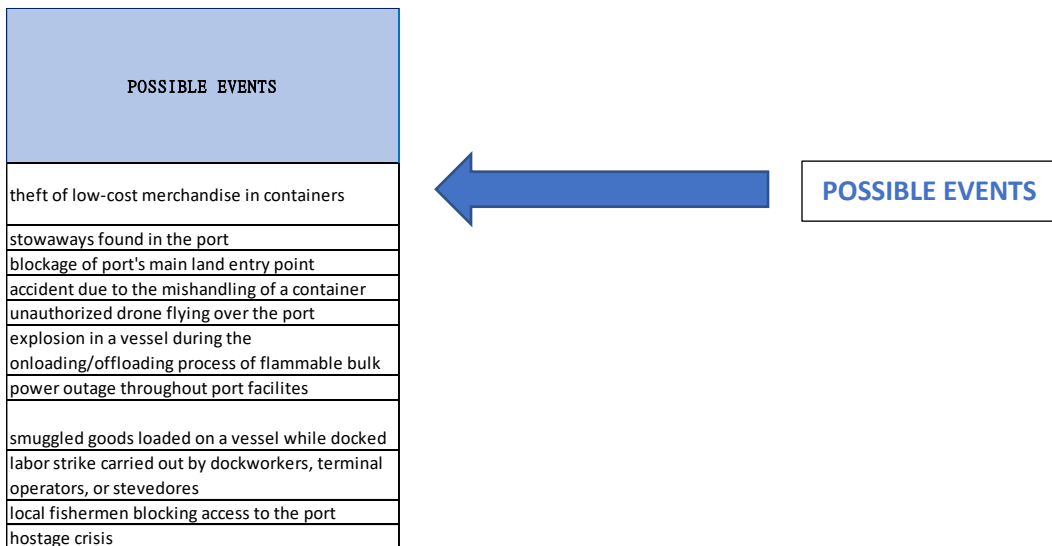 POSSIBLE EVENTS
theft of low-cost merchandise in containers
POSSIBLE EVENTS
stowaways found in the port
blockage of port's main land entry point
accident due to the mishandling of a container
unauthorized drone flying over the port
explosion in a vessel during the
onloading/offloading process of flammable bulk
power outage throughout port facilites
smuggled goods loaded on a vessel while docked
labor strike carried out by dockworkers, terminal
operators, or stevedores
local fishermen blocking access to the port
hostage crisis